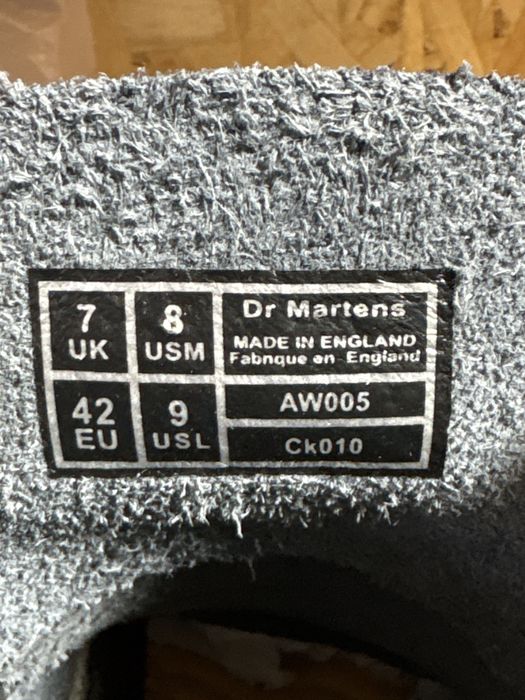 7
UK
8
USM
Dr Martens
MADE IN ENGLAND
Fabnque en England
42
EU
9
USL
AW005
Ck010